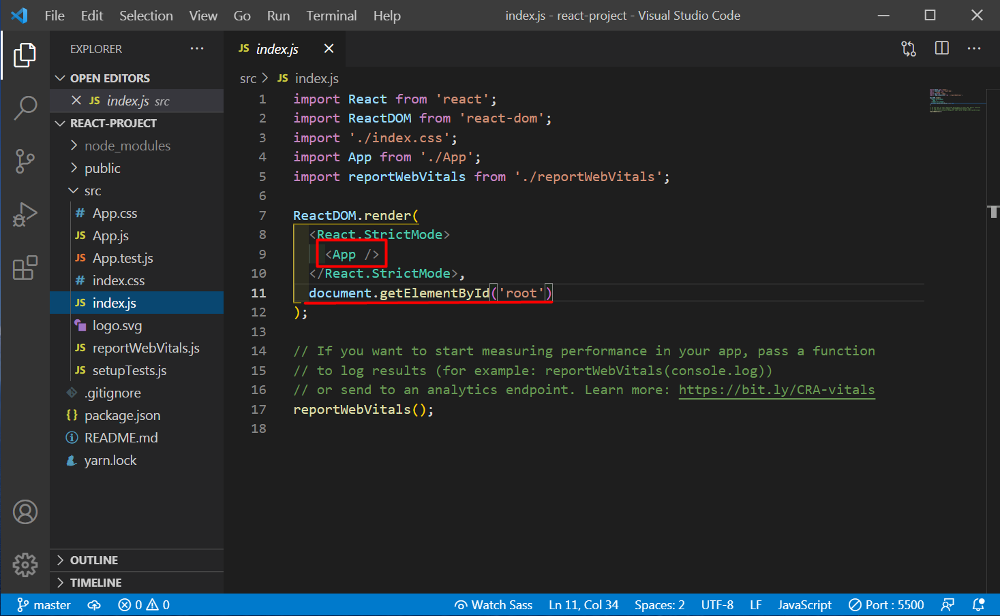 File Edit Selection View Go Run Terminal Help index.js - react-project - Visual Studio Code
EXPLORER
OPEN EDITORS
JS index.js src
REACT-PROJECT
node_modules
public
src
# App.css
JS App.js
JS App.test.js
# index.css
JS index.js
logo.svg
JS reportWebVitals.js
JS setupTests.js
.gitignore
{} package.json
README.md
yarn.lock
OUTLINE
TIMELINE
JS index.js
src > JS index.js
1 import React from 'react';
2 import ReactDOM from 'react-dom';
3 import './index.css';
4 import App from './App';
5 import reportWebVitals from './reportWebVitals';
6
7 ReactDOM.render(
8 <React.StrictMode>
9 <App />
10 </React.StrictMode>,
11 document.getElementById('root')
12 );
13
14 // If you want to start measuring performance in your app, pass a function
15 // to log results (for example: reportWebVitals(console.log))
16 // or send to an analytics endpoint. Learn more: https://bit.ly/CRA-vitals
17 reportWebVitals();
18
master 0 0 Watch Sass Ln 11, Col 34 Spaces: 2 UTF-8 LF JavaScript Port : 5500